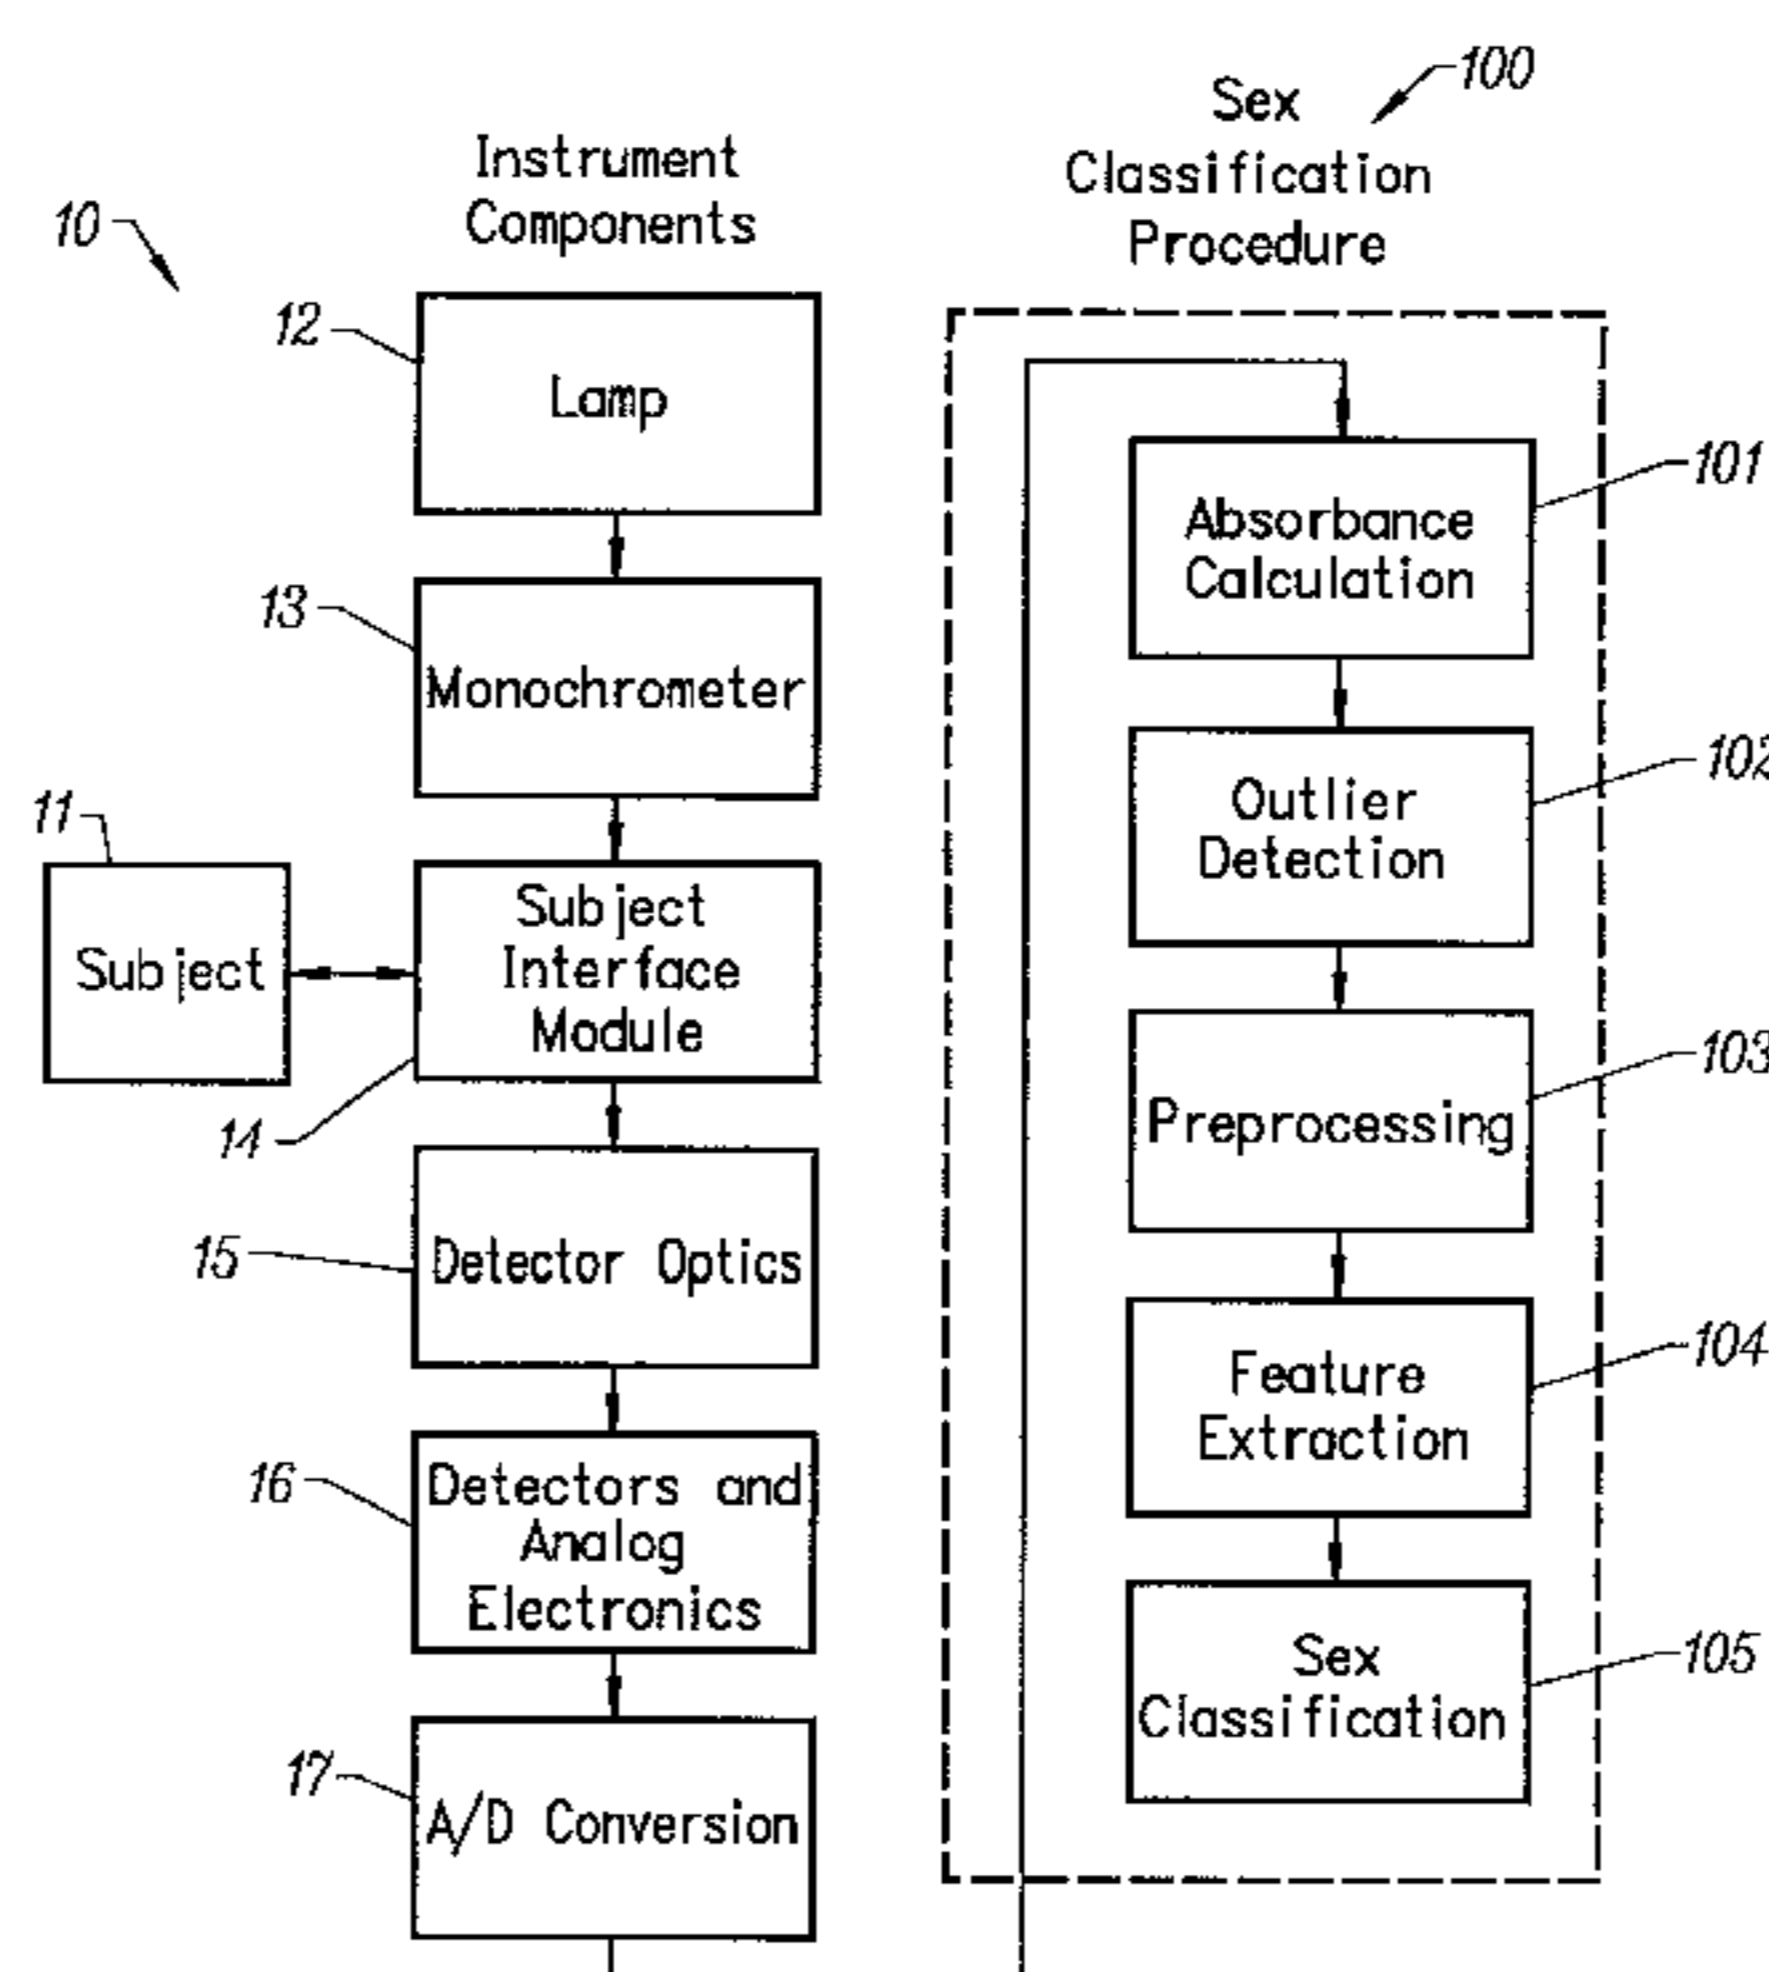 10
Instrument
Components
12
Lamp
13
Monochrometer
11
Subject
Subject
Interface
Module
14
15
Detector Optics
16
Detectors and
Analog
Electronics
17
A/D Conversion
100
Sex
Classification
Procedure
101
Absorbance
Calculation
102
Outlier
Detection
103
Preprocessing
104
Feature
Extraction
105
Sex
Classification